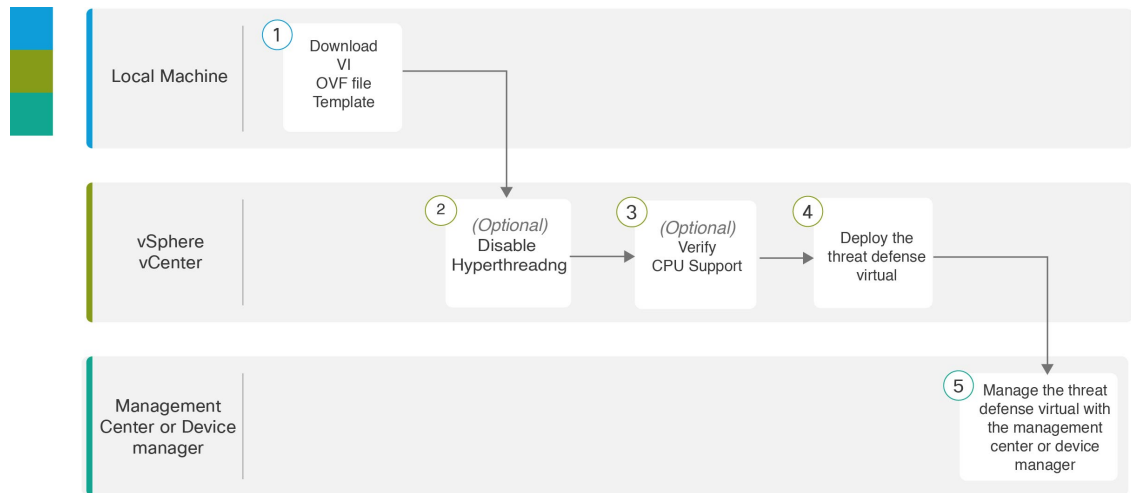 Local Machine
1
Download
VI
OVF file
Template
vSphere
vCenter
2
(Optional)
Disable
Hyperthreadng
3
(Optional)
Verify
CPU Support
4
Deploy the
threat defense
virtual
Management
Center or Device
manager
5
Manage the threat
defense virtual with
the management
center or device
manager